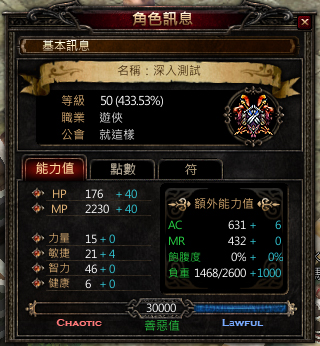 角色訊息
基本訊息
名稱：深入測試
等級 50 (433.53%)
職業 遊俠
公會 就這樣
能力值 點數 符
HP 176 +40
MP 2230 +40
力量 15+0
敏捷 21+4
智力 46+0
健康 6+0
額外能力值
AC 631 + 6
MR 432 + 0
飽腹度 0% + 0%
負重 1468/2600 +1000
30000
CHAOTIC 善惡值 LAWFUL